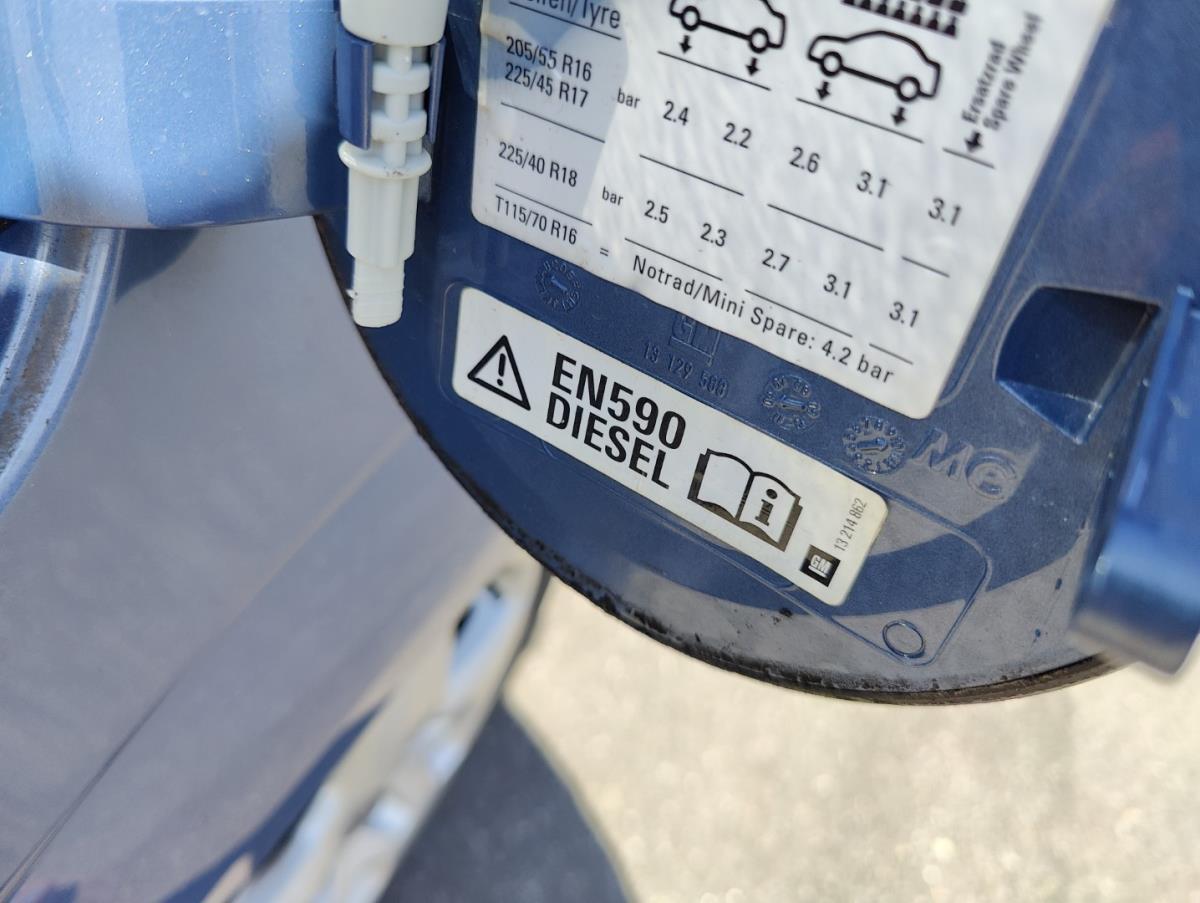 Reifen/Tyre
205/55 R16
225/45 R17 bar 2.4 2.2 2.6 3.1 3.1
225/40 R18 bar 2.5 2.3 2.7 3.1 3.1
T115/70 R16 = Notrad/Mini Spare: 4.2 bar
Ersatzrad
Spare Wheel
GM
13 129 508
EN590
DIESEL
i
GM
13 214 862